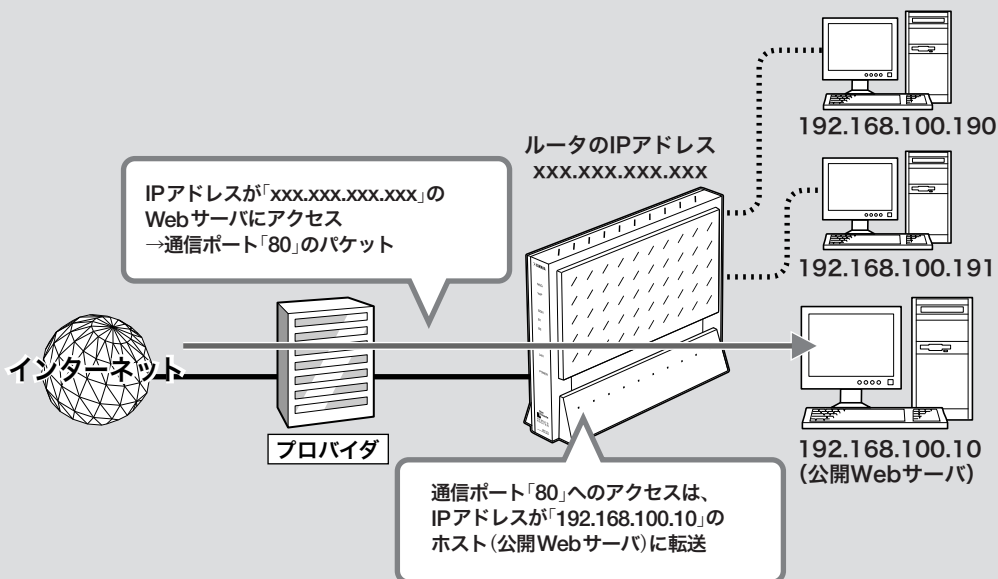 192.168.100.190
ルータのIPアドレス
xxx.xxx.xxx.xxx
IPアドレスが「xxx.xxx.xxx.xxx」の
Webサーバにアクセス
→通信ポート「80」のパケット
192.168.100.191
インターネット
プロバイダ
192.168.100.10
(公開Webサーバ)
通信ポート「80」へのアクセスは、
IPアドレスが「192.168.100.10」の
ホスト(公開Webサーバ)に転送